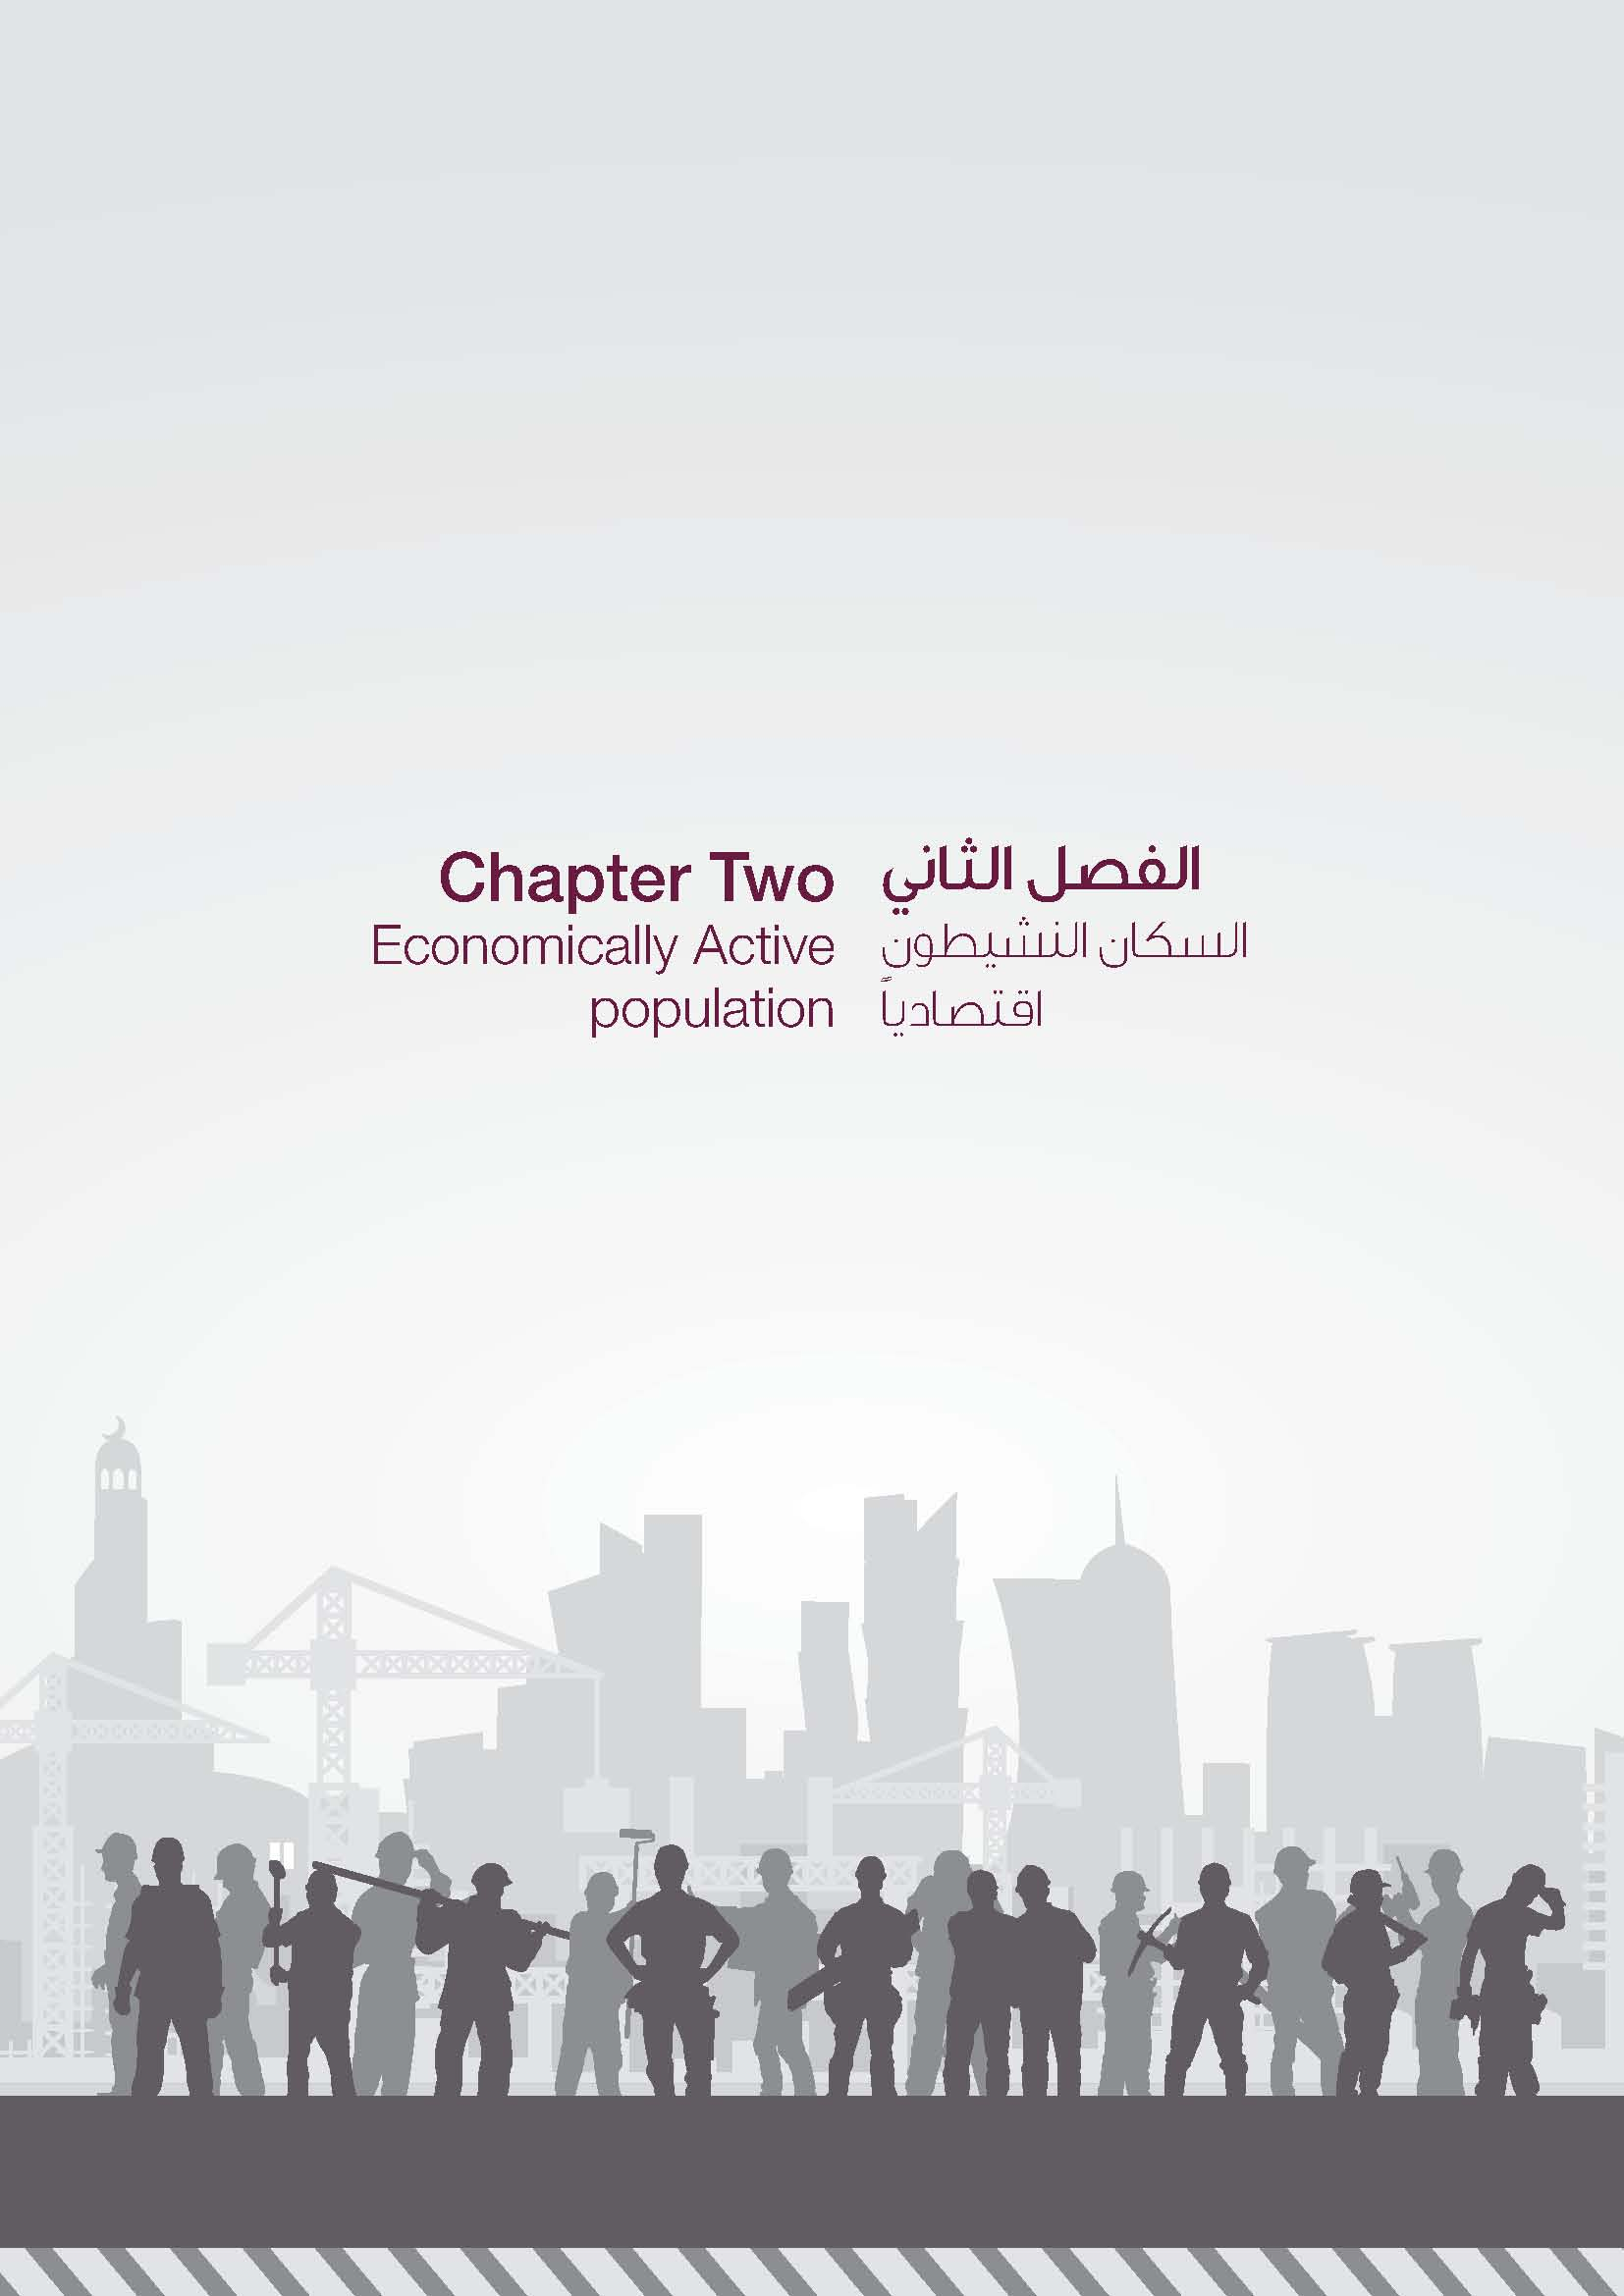 Chapter Two
Economically Active
population
الفصل الثاني
السكان النشيطون
اقتصادياً